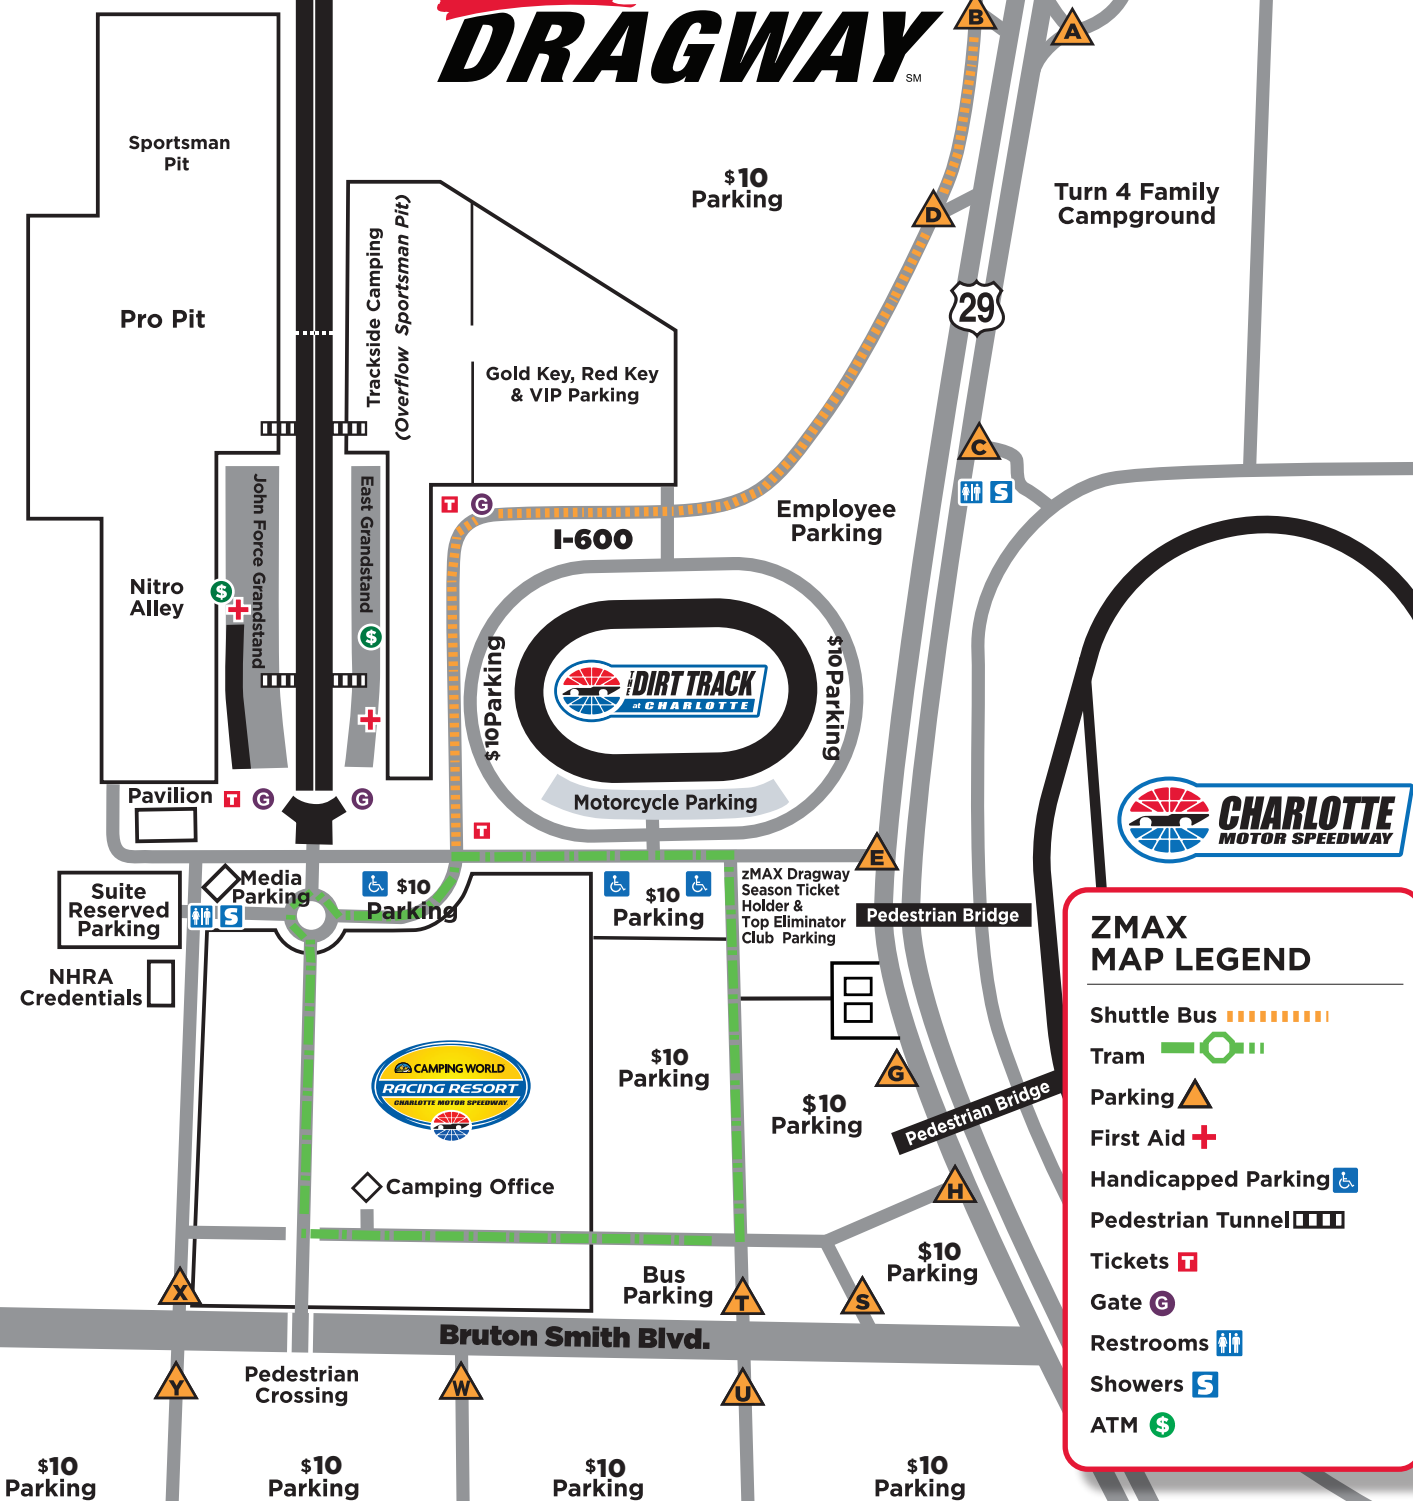 DRAGWAY
SM
B
A
Sportsman
Pit
$10
Parking
Turn 4 Family
Campground
D
Pro Pit
Trackside Camping
(Overflow Sportsman Pit)
29
Gold Key, Red Key
& VIP Parking
C
S
T
G
Employee
Parking
I-600
John Force Grandstand
East Grandstand
Nitro
Alley
$
$
$10 Parking
$10 Parking
THE DIRT TRACK
at CHARLOTTE
Motorcycle Parking
CHARLOTTE
MOTOR SPEEDWAY
Pavilion
T
G
G
T
E
Suite
Reserved
Parking
Media
Parking
S
$10
Parking
$10
Parking
zMAX Dragway
Season Ticket
Holder &
Top Eliminator
Club Parking
Pedestrian Bridge
NHRA
Credentials
CAMPING WORLD
RACING RESORT
CHARLOTTE MOTOR SPEEDWAY
$10
Parking
G
$10
Parking
Pedestrian Bridge
Camping Office
H
$10
Parking
X
Bus
Parking
T
S
Bruton Smith Blvd.
Pedestrian
Crossing
Y
W
U
$10
Parking
$10
Parking
$10
Parking
$10
Parking
ZMAX
MAP LEGEND
Shuttle Bus
Tram
Parking
First Aid
Handicapped Parking
Pedestrian Tunnel
Tickets T
Gate G
Restrooms
Showers S
ATM $